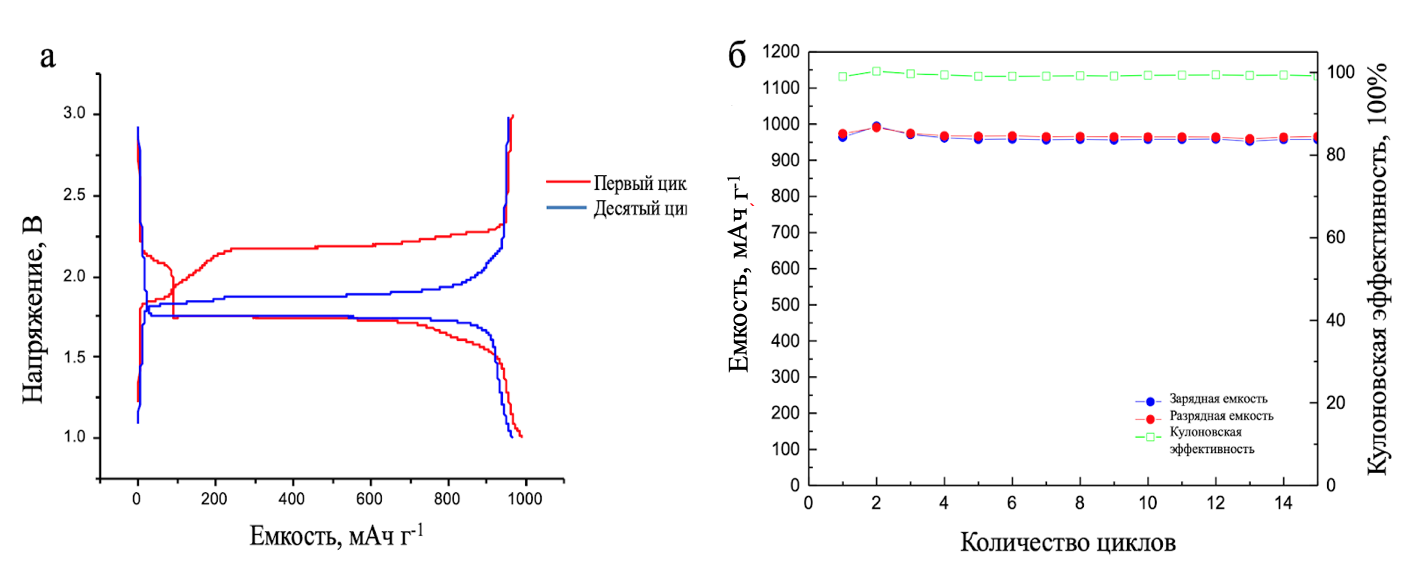 а
3.0
2.5
2.0
1.5
1.0
Напряжение, В
0
200
400
600
800
1000
Емкость, мАч г-1
Первый цик
Десятый ци
б
1200
1100
1000
900
800
700
600
500
400
300
200
100
0
Емкость, мАч г-1
0
2
4
6
8
10
12
14
Количество циклов
100
80
60
40
20
0
Кулоновская эффективность, 100%
Зарядная емкость
Разрядная емкость
Кулоновская
эффективность